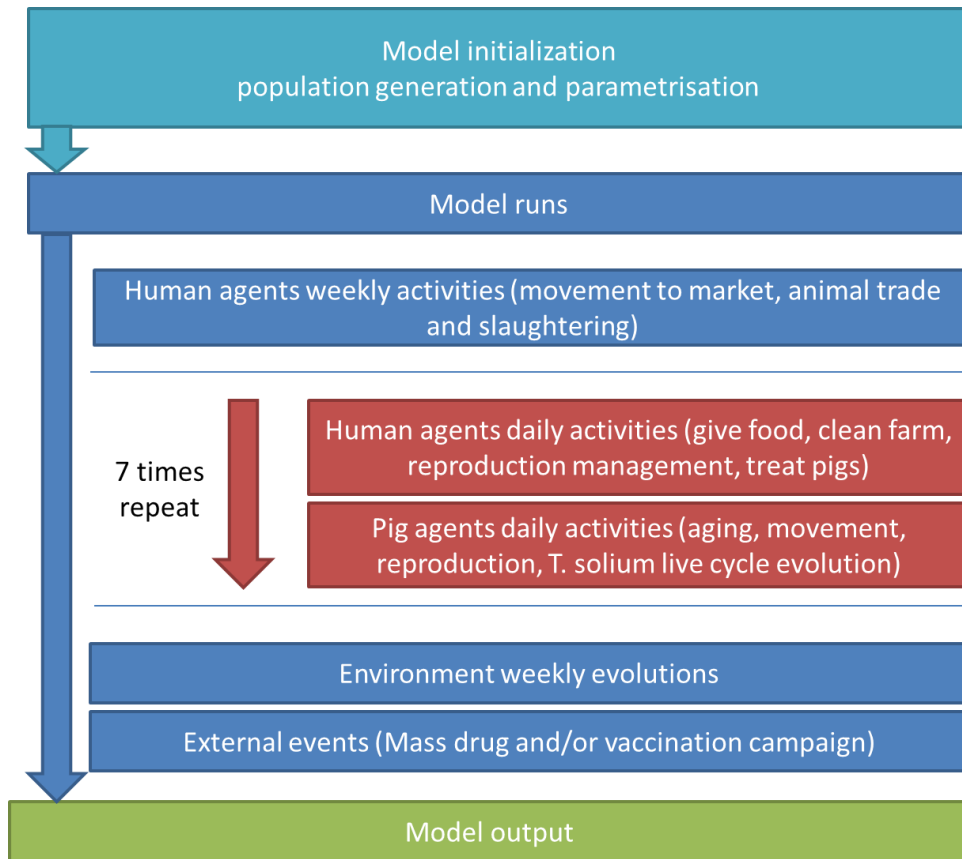 Model initialization
population generation and parametrisation
Model runs
Human agents weekly activities (movement to market, animal trade
and slaughtering)
7 times
repeat
Human agents daily activities (give food, clean farm,
reproduction management, treat pigs)
Pig agents daily activities (aging, movement,
reproduction, T. solium live cycle evolution)
Environment weekly evolutions
External events (Mass drug and/or vaccination campaign)
Model output